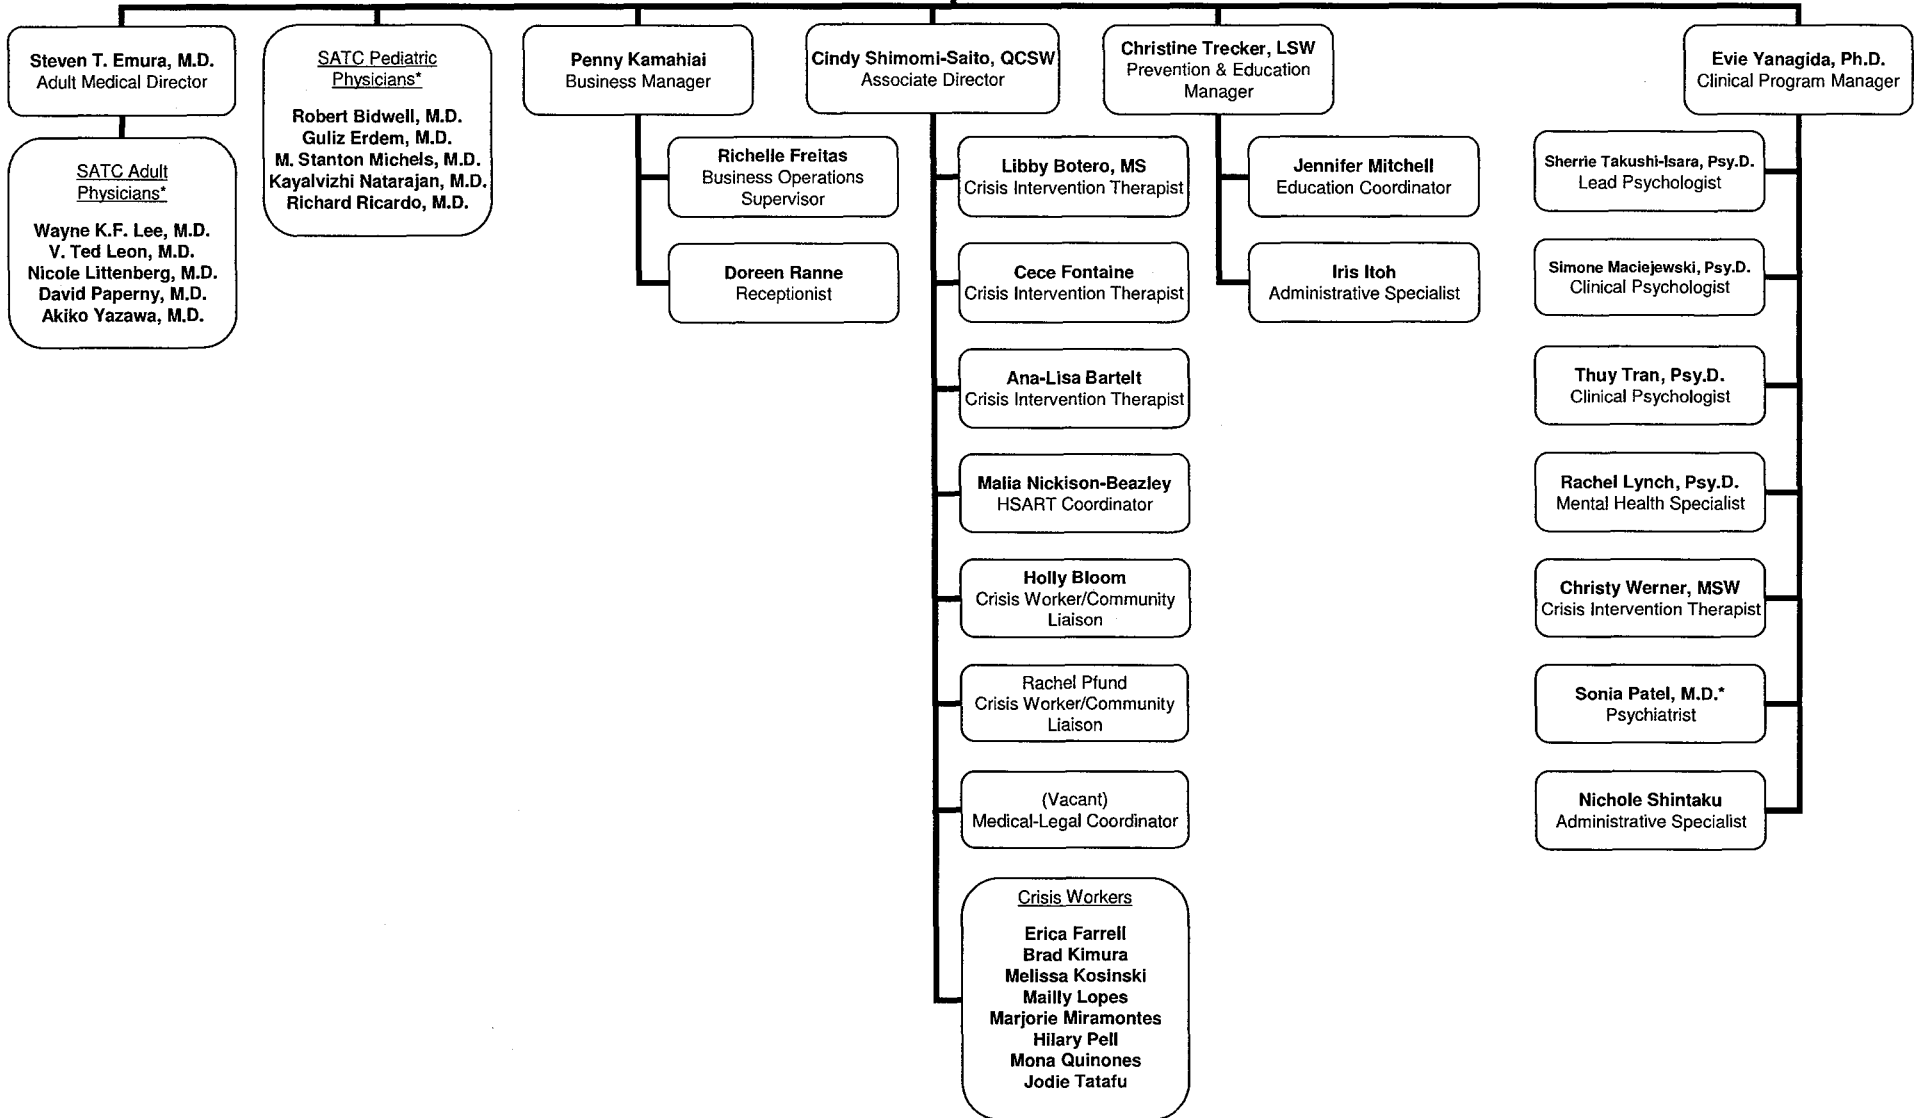 Steven T. Emura, M.D.
Adult Medical Director
SATC Adult
Physicians*
Wayne K.F. Lee, M.D.
V. Ted Leon, M.D.
Nicole Littenberg, M.D.
David Paperny, M.D.
Akiko Yazawa, M.D.
SATC Pediatric
Physicians*
Robert Bidwell, M.D.
Guliz Erdem, M.D.
M. Stanton Michels, M.D.
Kayalvizhi Natarajan, M.D.
Richard Ricardo, M.D.
Penny Kamahiai
Business Manager
Richelle Freitas
Business Operations
Supervisor
Doreen Ranne
Receptionist
Cindy Shimomi-Saito, QCSW
Associate Director
Libby Botero, MS
Crisis Intervention Therapist
Cece Fontaine
Crisis Intervention Therapist
Ana-Lisa Bartelt
Crisis Intervention Therapist
Malia Nickison-Beazley
HSART Coordinator
Holly Bloom
Crisis Worker/Community
Liaison
Rachel Pfund
Crisis Worker/Community
Liaison
(Vacant)
Medical-Legal Coordinator
Crisis Workers
Erica Farrell
Brad Kimura
Melissa Kosinski
Mailly Lopes
Marjorie Miramontes
Hilary Pell
Mona Quinones
Jodie Tatafu
Christine Trecker, LSW
Prevention & Education
Manager
Jennifer Mitchell
Education Coordinator
Iris Itoh
Administrative Specialist
Evie Yanagida, Ph.D.
Clinical Program Manager
Sherrie Takushi-Isara, Psy.D.
Lead Psychologist
Simone Maciejewski, Psy.D.
Clinical Psychologist
Thuy Tran, Psy.D.
Clinical Psychologist
Rachel Lynch, Psy.D.
Mental Health Specialist
Christy Werner, MSW
Crisis Intervention Therapist
Sonia Patel, M.D.*
Psychiatrist
Nichole Shintaku
Administrative Specialist